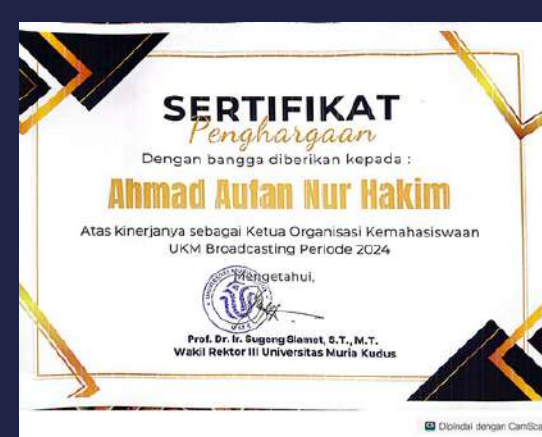 SERTIFIKAT
Penghargaan
Dengan bangga diberikan kepada :
Ahmad Aufan Nur Hakim
Atas kinerjanya sebagai Ketua Organisasi Kemahasiswaan
UKM Broadcasting Periode 2024
Mengetahui,
Prof. Dr. Ir. Sugeng Slamet, S.T., M.T.
Wakil Rektor III Universitas Muria Kudus
CS Dipindai dengan CamSca